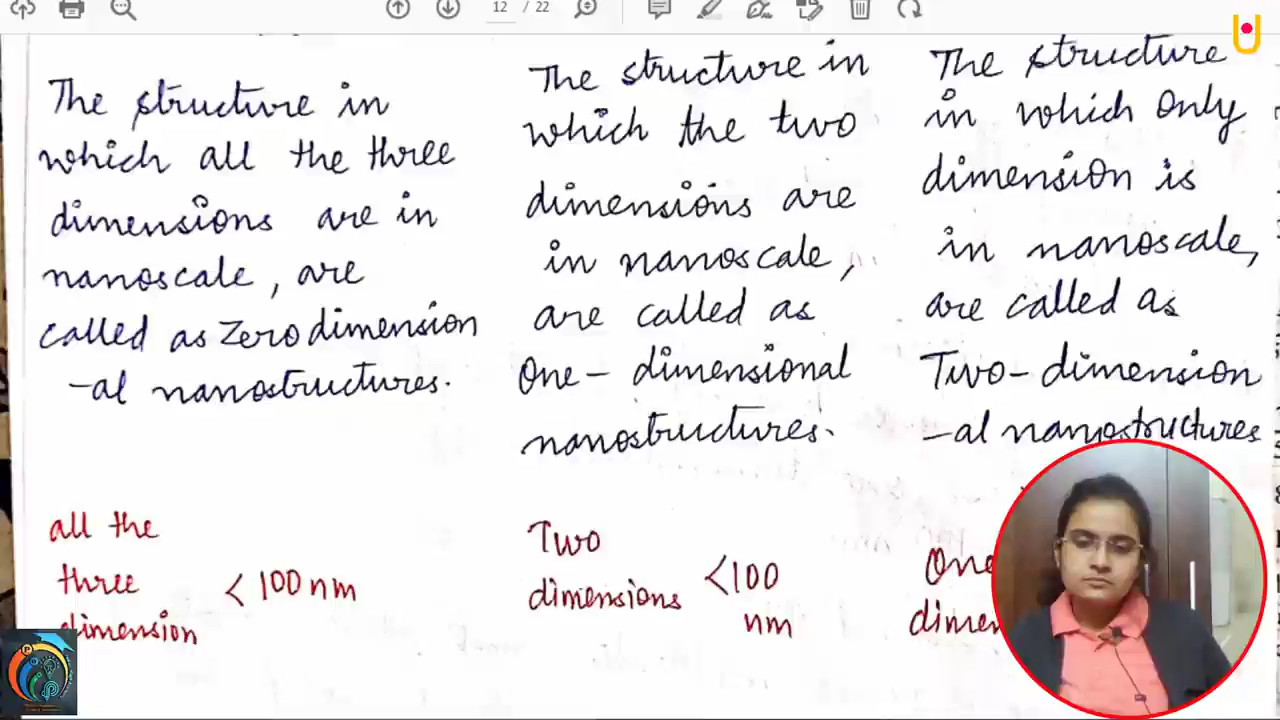 12 / 22
The structure in
which all the three
dimensions are in
nanoscale, are
called as Zero dimension
-al nanostructures.
all the
three < 100 nm
dimension
The structure in
which the two
dimensions are
in nanoscale,
are called as
One - dimensional
nanostructures.
Two
dimensions <100
nm
The structure
in which Only
dimension is
in nanoscale,
are called as
Two - dimension
-al nanostructures
One
dimen